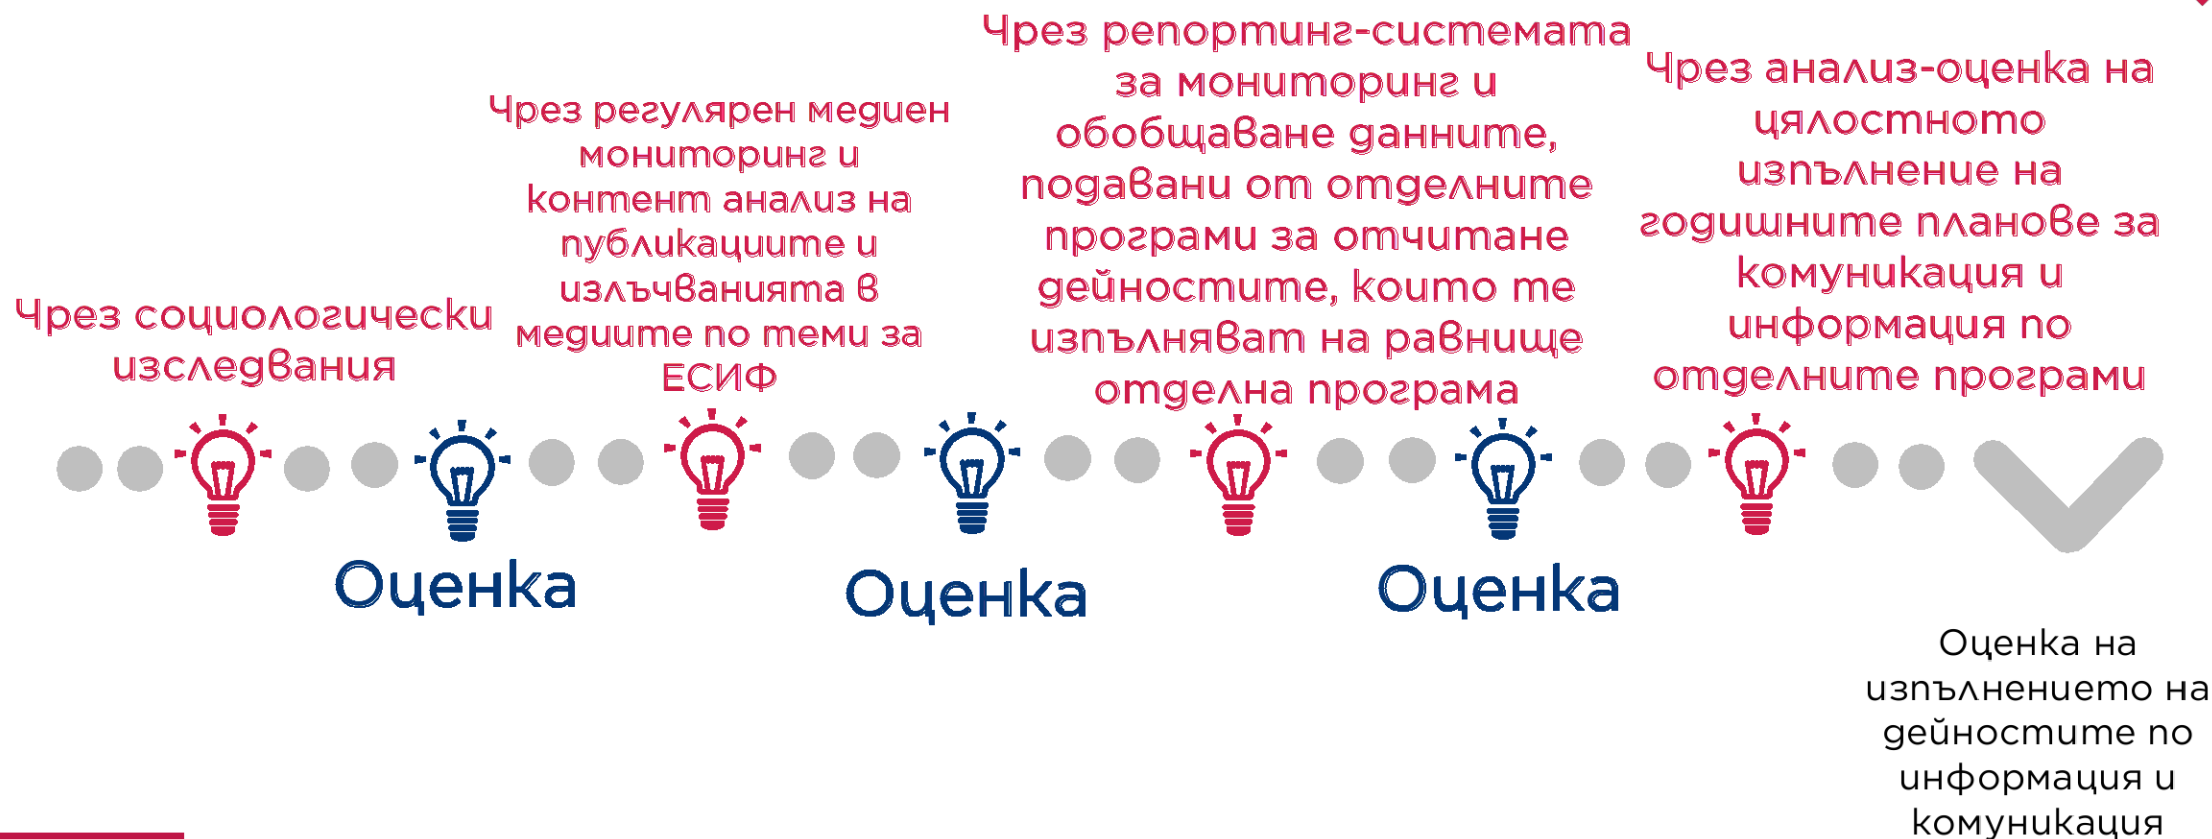 Чрез социологически
изследвания
Чрез регулярен медиен
мониторинг и
контент анализ на
публикациите и
излъчванията в
медиите по теми за
ЕСИФ
Чрез репортинг-системата
за мониторинг и
обобщаване данните,
подавани от отделните
програми за отчитане
дейностите, които те
изпълняват на равнище
отделна програма
Чрез анализ-оценка на
цялостното
изпълнение на
годишните планове за
комуникация и
информация по
отделните програми
Оценка
Оценка
Оценка
Оценка на
изпълнението на
дейностите по
информация и
комуникация